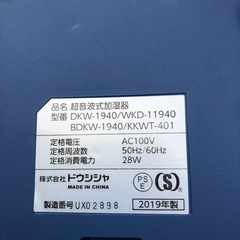 品名 超音波式加湿器
型番 DKW-1940/WKD-11940
BDKW-1940/KKWT-401
定格電圧 AC100V
定格周波数 50Hz/60Hz
定格消費電力 28W
株式会社ドウシシャ
MADE IN CHINA
PSE
製造番号 UX02898
2019年製